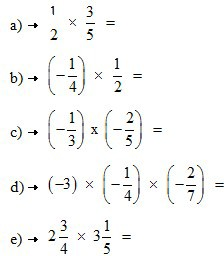 a) → 1/2 × 3/5 =
b) → (−1/4) × 1/2 =
c) → (−1/3) x (−2/5) =
d) → (−3) × (−1/4) × (−2/7) =
e) → 2 3/4 × 3 1/5 =